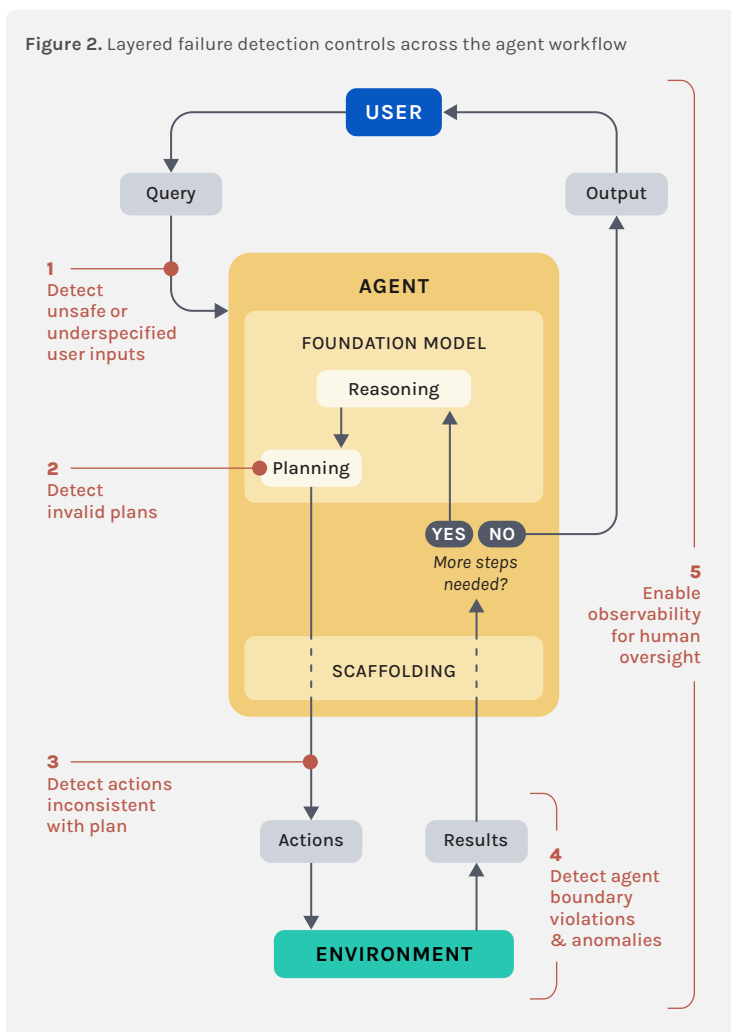 Figure 2. Layered failure detection controls across the agent workflow
USER
Query
Output
1
Detect
unsafe or
underspecified
user inputs
AGENT
FOUNDATION MODEL
Reasoning
2
Detect
invalid plans
Planning
YES
NO
More steps
needed?
5
Enable
observability
for human
oversight
SCAFFOLDING
3
Detect actions
inconsistent
with plan
Actions
Results
4
Detect agent
boundary
violations
& anomalies
ENVIRONMENT